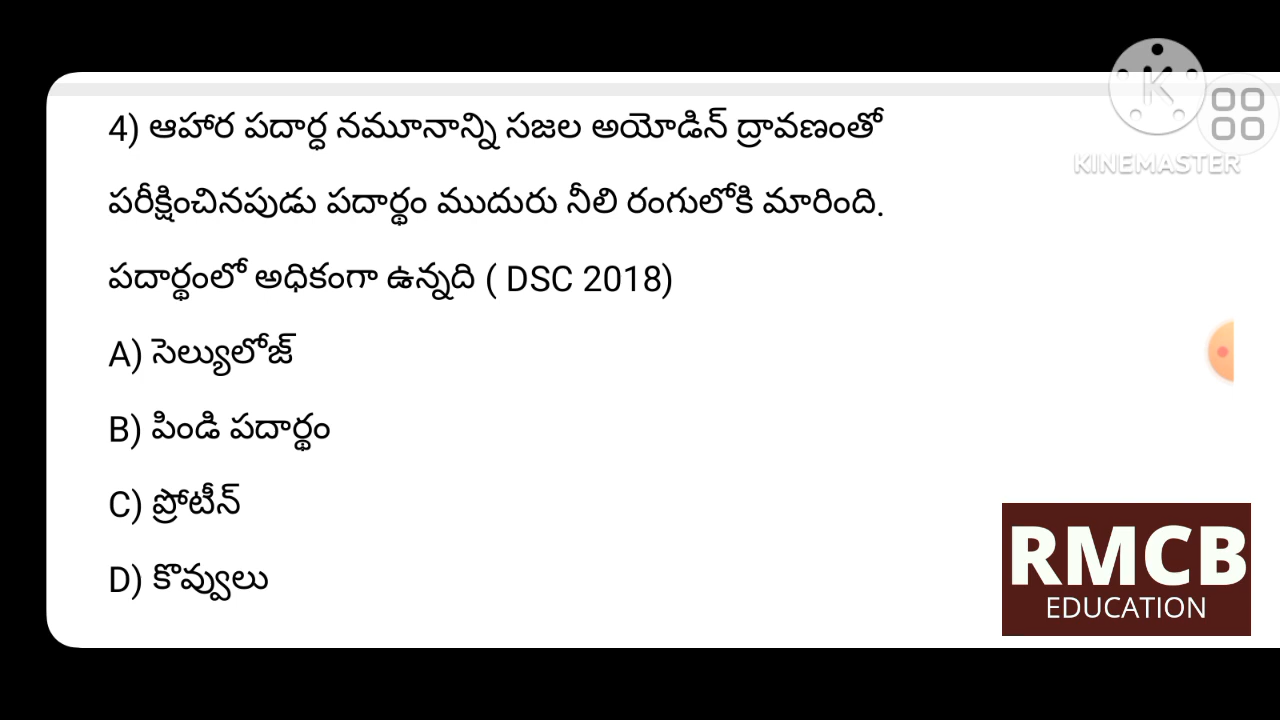 KINEMASTER
4) ఆహార పదార్ధ నమూనాన్ని సజల అయోడిన్ ద్రావణంతో
పరీక్షించినపుడు పదార్థం ముదురు నీలి రంగులోకి మారింది.
పదార్థంలో అధికంగా ఉన్నది ( DSC 2018)
A) సెల్యులోజ్
B) పిండి పదార్థం
C) ప్రోటీన్
D) కొవ్వులు
RMCB
EDUCATION